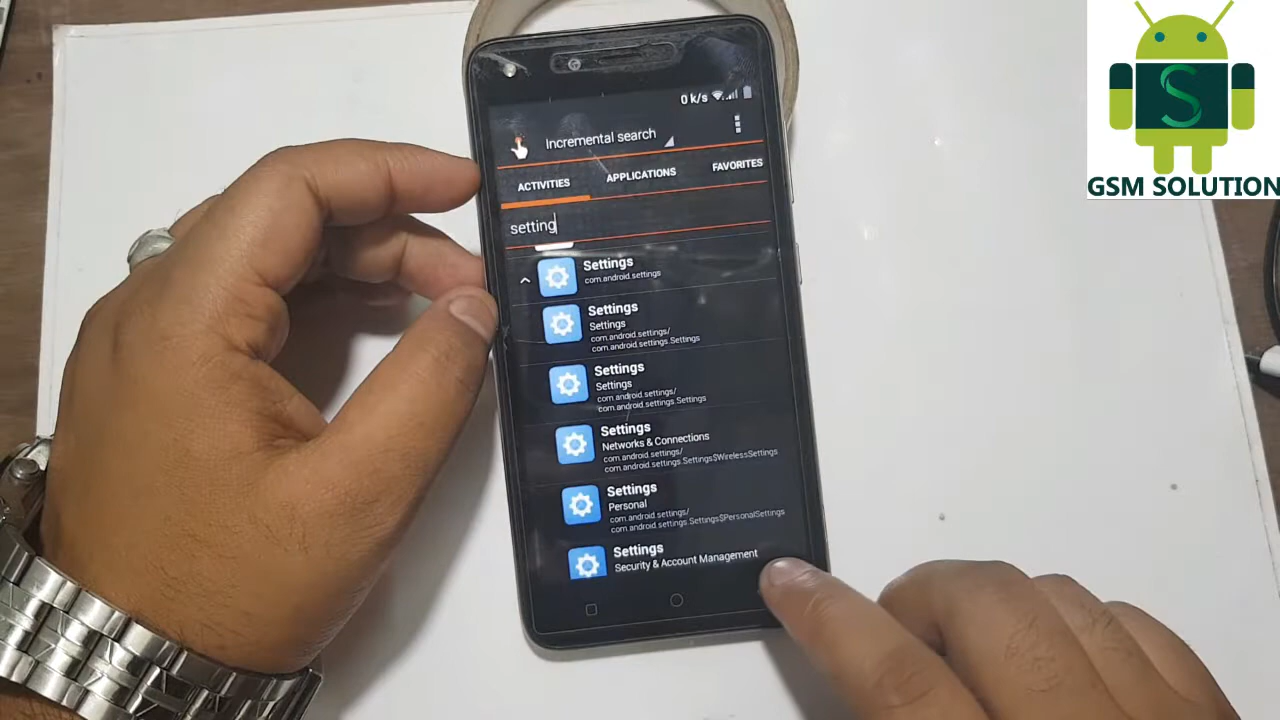 GSM SOLUTION
0 k/s
Incremental search
ACTIVITIES
APPLICATIONS
FAVORITES
setting
Settings
com.android.settings
Settings
Settings
com.android.settings/
com.android.settings.Settings
Settings
Settings
com.android.settings/
com.android.settings.Settings
Settings
Networks & Connections
com.android.settings/
com.android.settings.Settings$WirelessSettings
Settings
Personal
com.android.settings/
com.android.settings.Settings$PersonalSettings
Settings
Security & Account Management